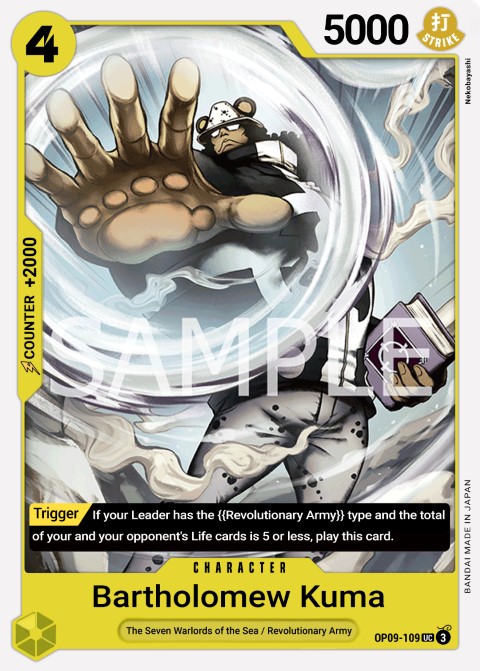 4
5000
打
STRIKE
Nekobayashi
COUNTER +2000
SAMPLE
Trigger If your Leader has the {{Revolutionary Army}} type and the total
of your and your opponent's Life cards is 5 or less, play this card.
CHARACTER
Bartholomew Kuma
The Seven Warlords of the Sea / Revolutionary Army
OP09-109 UC 3
BANDAI MADE IN JAPAN